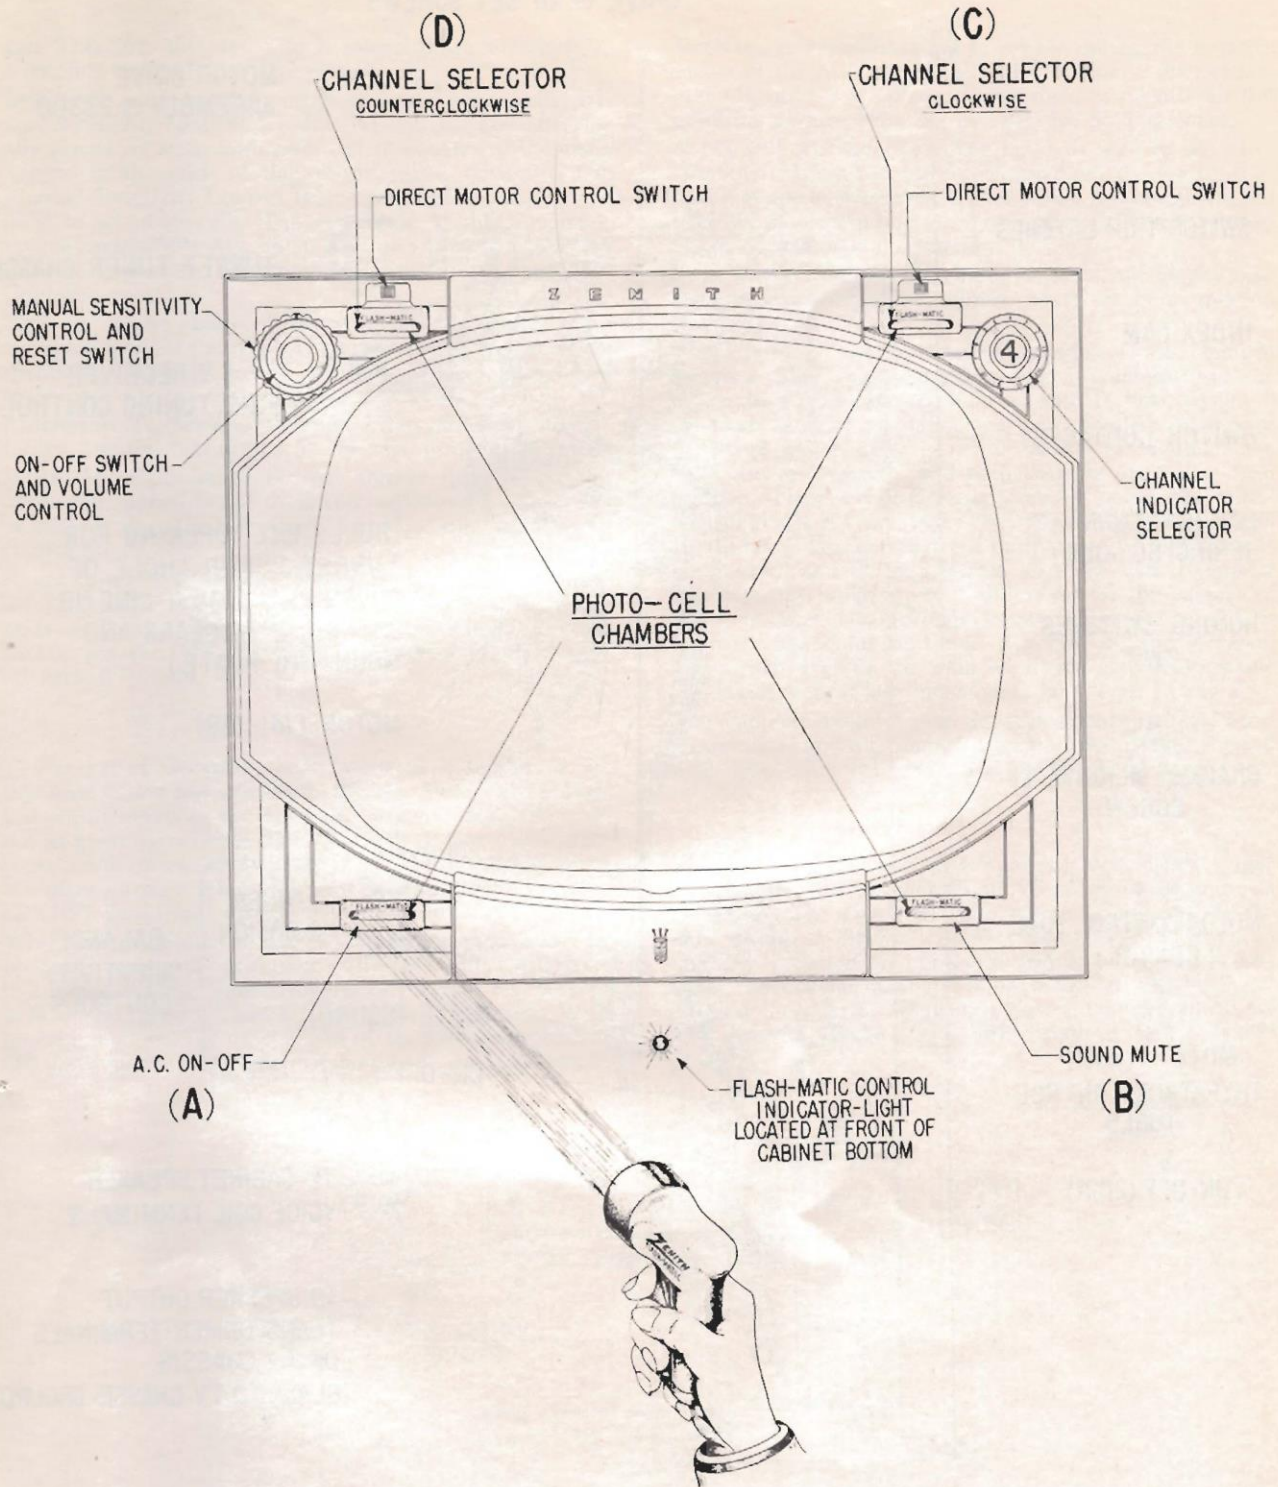 (D)
(C)
CHANNEL SELECTOR
COUNTERCLOCKWISE
CHANNEL SELECTOR
CLOCKWISE
DIRECT MOTOR CONTROL SWITCH
DIRECT MOTOR CONTROL SWITCH
ZENITH
MANUAL SENSITIVITY
CONTROL AND
RESET SWITCH
FLASH-MATIC
FLASH-MATIC
4
ON-OFF SWITCH
AND VOLUME
CONTROL
CHANNEL
INDICATOR
SELECTOR
PHOTO-CELL
CHAMBERS
FLASH-MATIC
FLASH-MATIC
A.C. ON-OFF
(A)
SOUND MUTE
(B)
FLASH-MATIC CONTROL
INDICATOR-LIGHT
LOCATED AT FRONT OF
CABINET BOTTOM
ZENITH